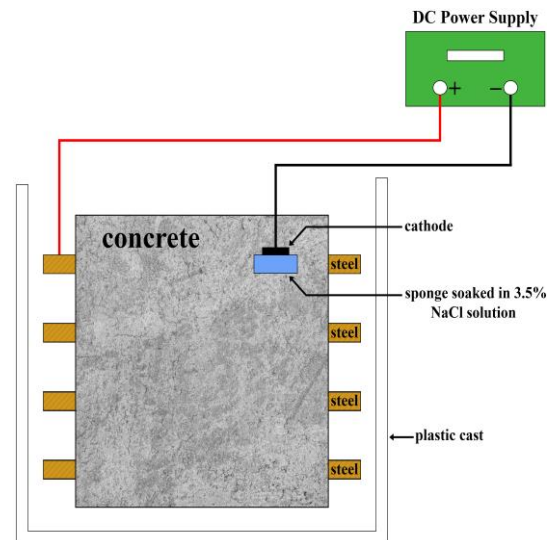 DC Power Supply
+ −
concrete
cathode
steel
sponge soaked in 3.5%
NaCl solution
steel
steel
plastic cast
steel